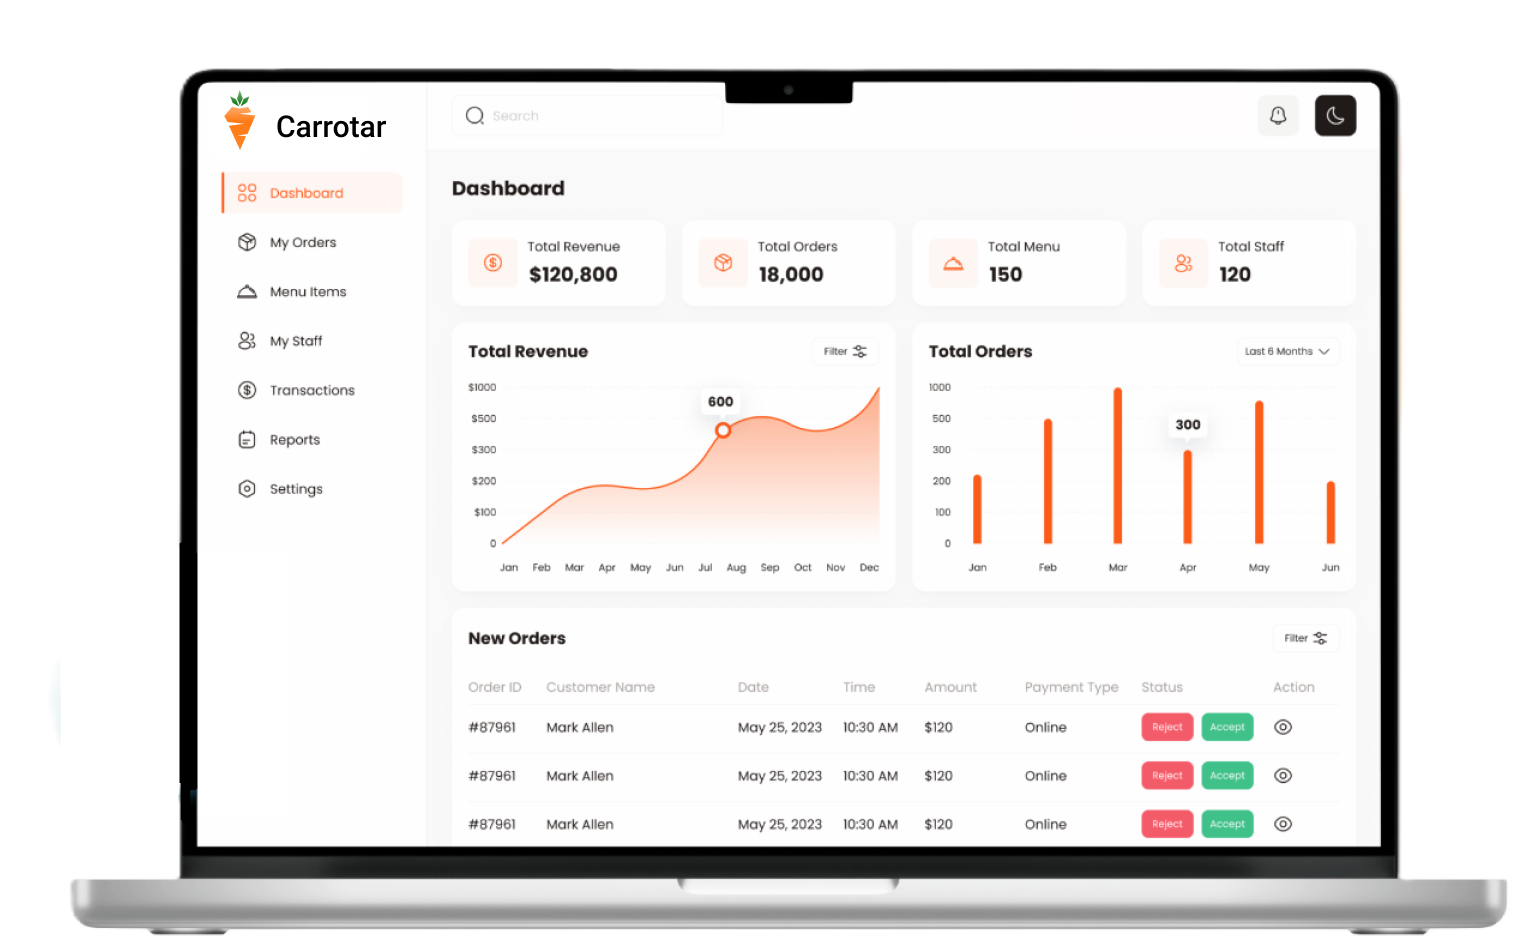 Carrotar
Search
Dashboard
My Orders
Menu Items
My Staff
Transactions
Reports
Settings
Dashboard
Total Revenue
$120,800
Total Orders
18,000
Total Menu
150
Total Staff
120
Total Revenue
Filter
$1000
$500
$300
$200
$100
0
600
Jan Feb Mar Apr May Jun Jul Aug Sep Oct Nov Dec
Total Orders
Last 6 Months
1000
500
300
200
100
0
300
Jan Feb Mar Apr May Jun
New Orders
Filter
Order ID Customer Name Date Time Amount Payment Type Status Action
#87961 Mark Allen May 25, 2023 10:30 AM $120 Online Reject Accept
#87961 Mark Allen May 25, 2023 10:30 AM $120 Online Reject Accept
#87961 Mark Allen May 25, 2023 10:30 AM $120 Online Reject Accept